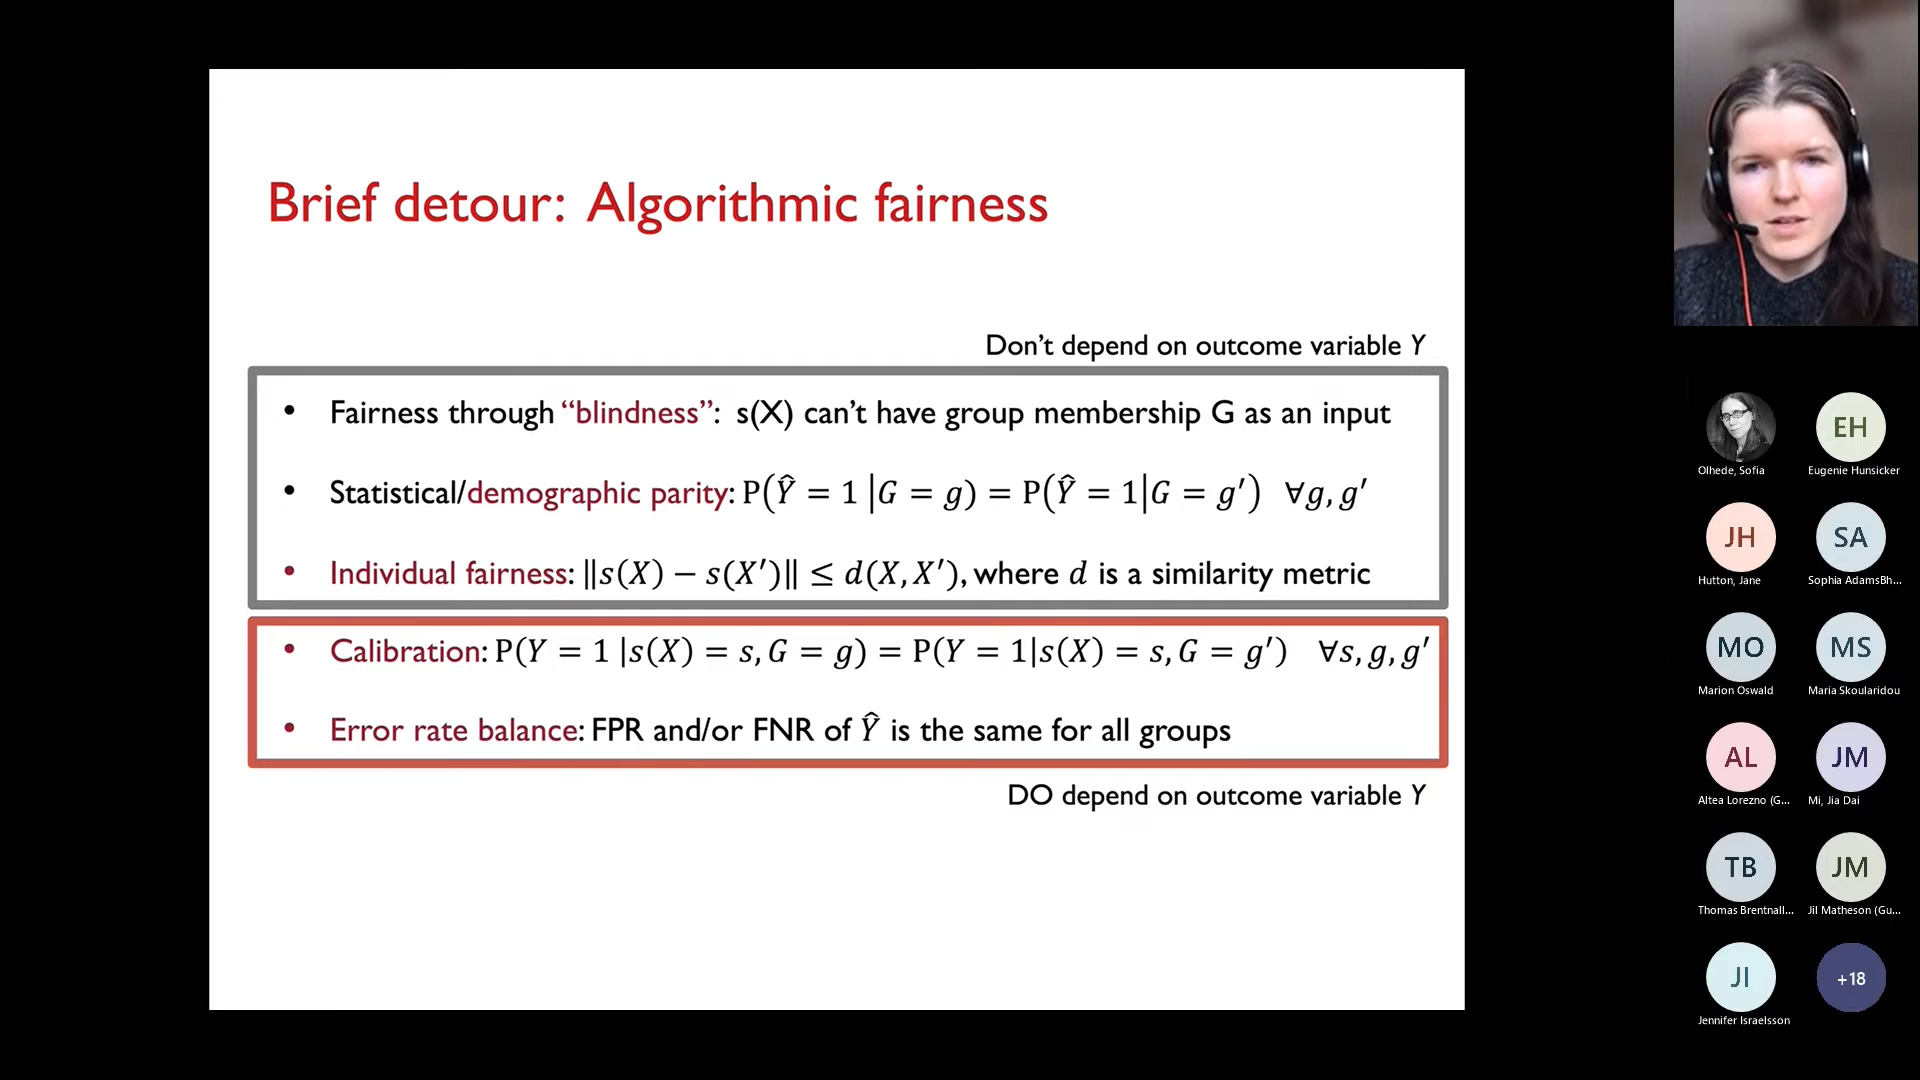 Brief detour: Algorithmic fairness
Don’t depend on outcome variable Y
• Fairness through “blindness”: s(X) can’t have group membership G as an input
• Statistical/demographic parity: P(Ŷ = 1 |G = g) = P(Ŷ = 1|G = g′) ∀g, g′
• Individual fairness: ‖s(X) − s(X′)‖ ≤ d(X, X′), where d is a similarity metric
• Calibration: P(Y = 1 |s(X) = s, G = g) = P(Y = 1|s(X) = s, G = g′) ∀s, g, g′
• Error rate balance: FPR and/or FNR of Ŷ is the same for all groups
DO depend on outcome variable Y
Olhede, Sofia
EH
Eugenie Hunsicker
JH
Hutton, Jane
SA
Sophia AdamsBh...
MO
Marion Oswald
MS
Maria Skoularidou
AL
Altea Lorezno (G...
JM
Mi, Jia Dai
TB
Thomas Brentnall...
JM
Jil Matheson (Gu...
JI
Jennifer Israelsson
+18